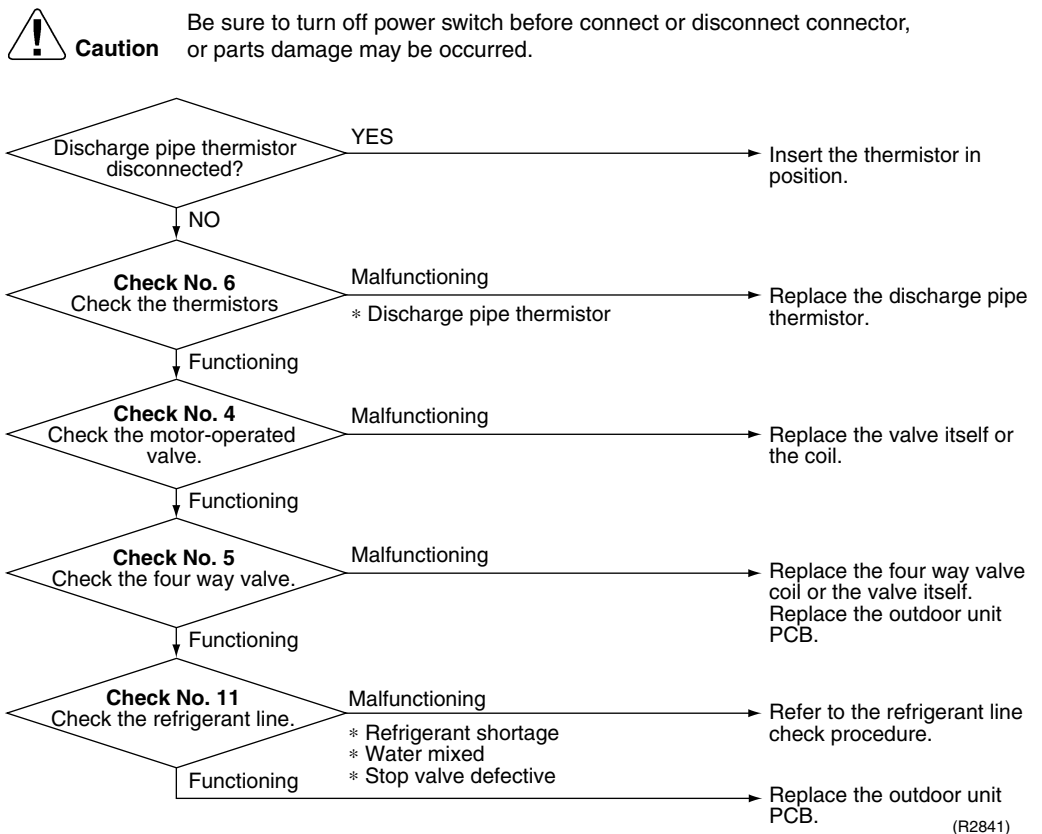 Caution
Be sure to turn off power switch before connect or disconnect connector,
or parts damage may be occurred.
Discharge pipe thermistor
disconnected?
YES
Insert the thermistor in
position.
NO
Check No. 6
Check the thermistors
Malfunctioning
* Discharge pipe thermistor
Replace the discharge pipe
thermistor.
Functioning
Check No. 4
Check the motor-operated
valve.
Malfunctioning
Replace the valve itself or
the coil.
Functioning
Check No. 5
Check the four way valve.
Malfunctioning
Replace the four way valve
coil or the valve itself.
Replace the outdoor unit
PCB.
Functioning
Check No. 11
Check the refrigerant line.
Malfunctioning
* Refrigerant shortage
* Water mixed
* Stop valve defective
Refer to the refrigerant line
check procedure.
Functioning
Replace the outdoor unit
PCB.
(R2841)